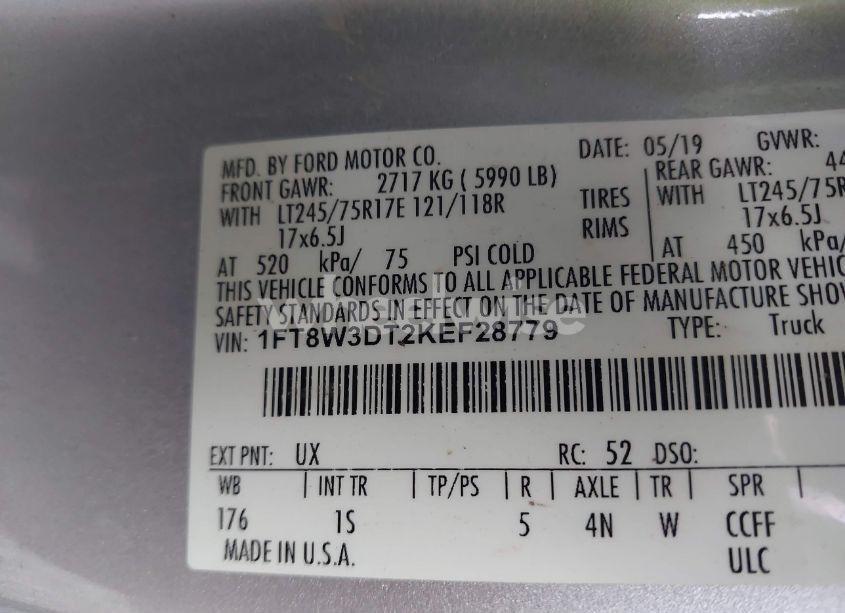 MFD. BY FORD MOTOR CO. DATE: 05/19 GVWR:
FRONT GAWR: 2717 KG ( 5990 LB) REAR GAWR: 44
WITH LT245/75R17E 121/118R TIRES WITH LT245/75R
17x6.5J RIMS 17x6.5J
AT 520 kPa/ 75 PSI COLD AT 450 kPa/
THIS VEHICLE CONFORMS TO ALL APPLICABLE FEDERAL MOTOR VEHIC
SAFETY STANDARDS IN EFFECT ON THE DATE OF MANUFACTURE SHO
VIN: 1FT8W3DT2KEF28779 TYPE: Truck
EXT PNT: UX RC: 52 DSO:
WB INT TR TP/PS R AXLE TR SPR
176 1S 5 4N W CCFF
MADE IN U.S.A. ULC